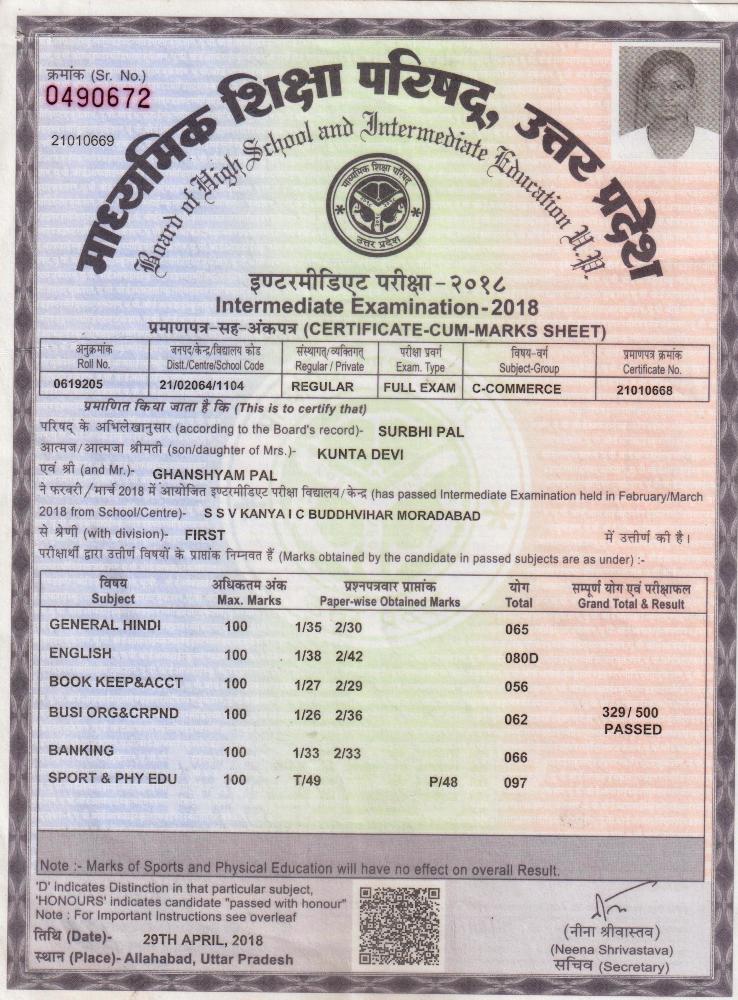 क्रमांक (Sr. No.)
0490672
21010669
माध्यमिक शिक्षा परिषद्, उत्तर प्रदेश
Board of High School and Intermediate Education U.P.
माध्यमिक शिक्षा परिषद्
उत्तर प्रदेश
इण्टरमीडिएट परीक्षा - २०१८
Intermediate Examination - 2018
प्रमाणपत्र-सह-अंकपत्र (CERTIFICATE-CUM-MARKS SHEET)
अनुक्रमांक जनपद/केन्द्र/विद्यालय कोड संस्थागत/व्यक्तिगत् परीक्षा प्रवर्ग विषय-वर्ग प्रमाणपत्र क्रमांक
Roll No. Distt./Centre/School Code Regular / Private Exam. Type Subject-Group Certificate No.
0619205 21/02064/1104 REGULAR FULL EXAM C-COMMERCE 21010668
प्रमाणित किया जाता है कि (This is to certify that)
परिषद् के अभिलेखानुसार (according to the Board's record)- SURBHI PAL
आत्मज/आत्मजा श्रीमती (son/daughter of Mrs.)- KUNTA DEVI
एवं श्री (and Mr.)- GHANSHYAM PAL
ने फरवरी/मार्च 2018 में आयोजित इण्टरमीडिएट परीक्षा विद्यालय/केन्द्र (has passed Intermediate Examination held in February/March
2018 from School/Centre)- S S V KANYA I C BUDDHVIHAR MORADABAD
से श्रेणी (with division)- FIRST में उत्तीर्ण की है।
परीक्षार्थी द्वारा उत्तीर्ण विषयों के प्राप्तांक निम्नवत हैं (Marks obtained by the candidate in passed subjects are as under) :-
विषय अधिकतम अंक प्रश्नपत्रवार प्राप्तांक योग सम्पूर्ण योग एवं परीक्षाफल
Subject Max. Marks Paper-wise Obtained Marks Total Grand Total & Result
GENERAL HINDI 100 1/35 2/30 065
ENGLISH 100 1/38 2/42 080D
BOOK KEEP&ACCT 100 1/27 2/29 056
BUSI ORG&CRPND 100 1/26 2/36 062 329/ 500
PASSED
BANKING 100 1/33 2/33 066
SPORT & PHY EDU 100 T/49 P/48 097
Note :- Marks of Sports and Physical Education will have no effect on overall Result.
'D' indicates Distinction in that particular subject,
'HONOURS' indicates candidate "passed with honour"
Note : For Important Instructions see overleaf
तिथि (Date)- 29TH APRIL, 2018
स्थान (Place)- Allahabad, Uttar Pradesh
(नीना श्रीवास्तव)
(Neena Shrivastava)
सचिव (Secretary)